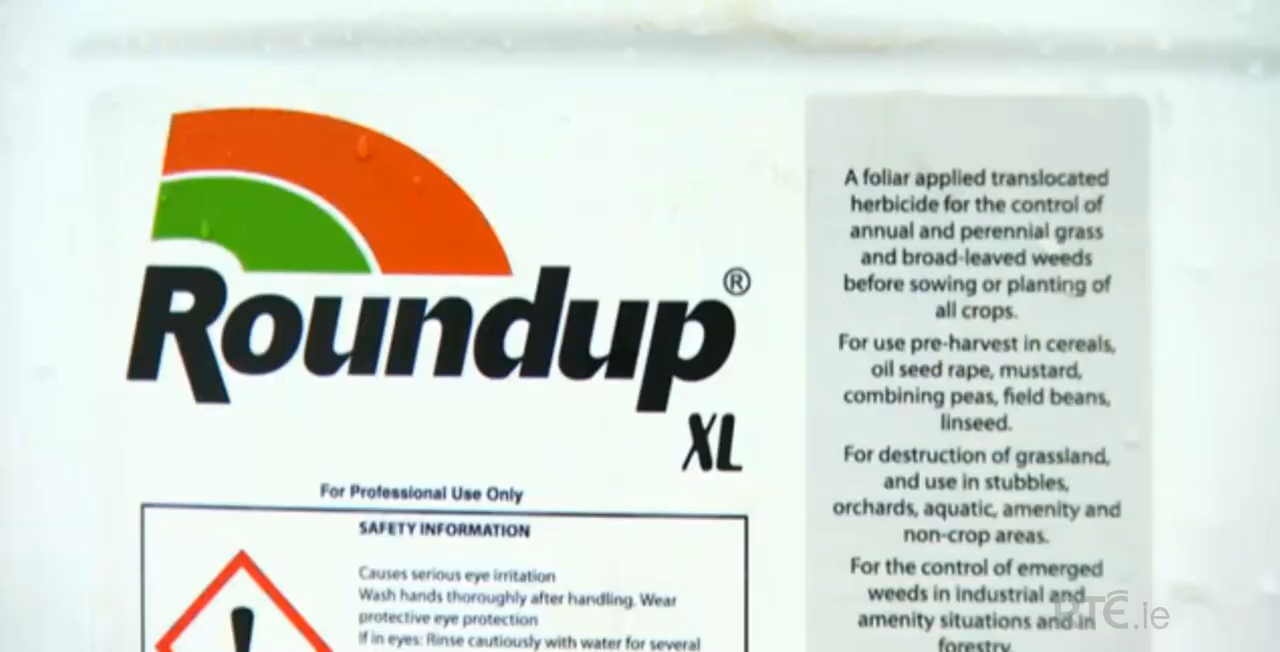 Roundup®
XL
For Professional Use Only
SAFETY INFORMATION
Causes serious eye irritation
Wash hands thoroughly after handling. Wear
protective eye protection
If in eyes: Rinse cautiously with water for several
A foliar applied translocated
herbicide for the control of
annual and perennial grass
and broad-leaved weeds
before sowing or planting of
all crops.
For use pre-harvest in cereals,
oil seed rape, mustard,
combining peas, field beans,
linseed.
For destruction of grassland,
and use in stubbles,
orchards, aquatic, amenity and
non-crop areas.
For the control of emerged
weeds in industrial and
amenity situations and in
forestry.
RTÉ.ie